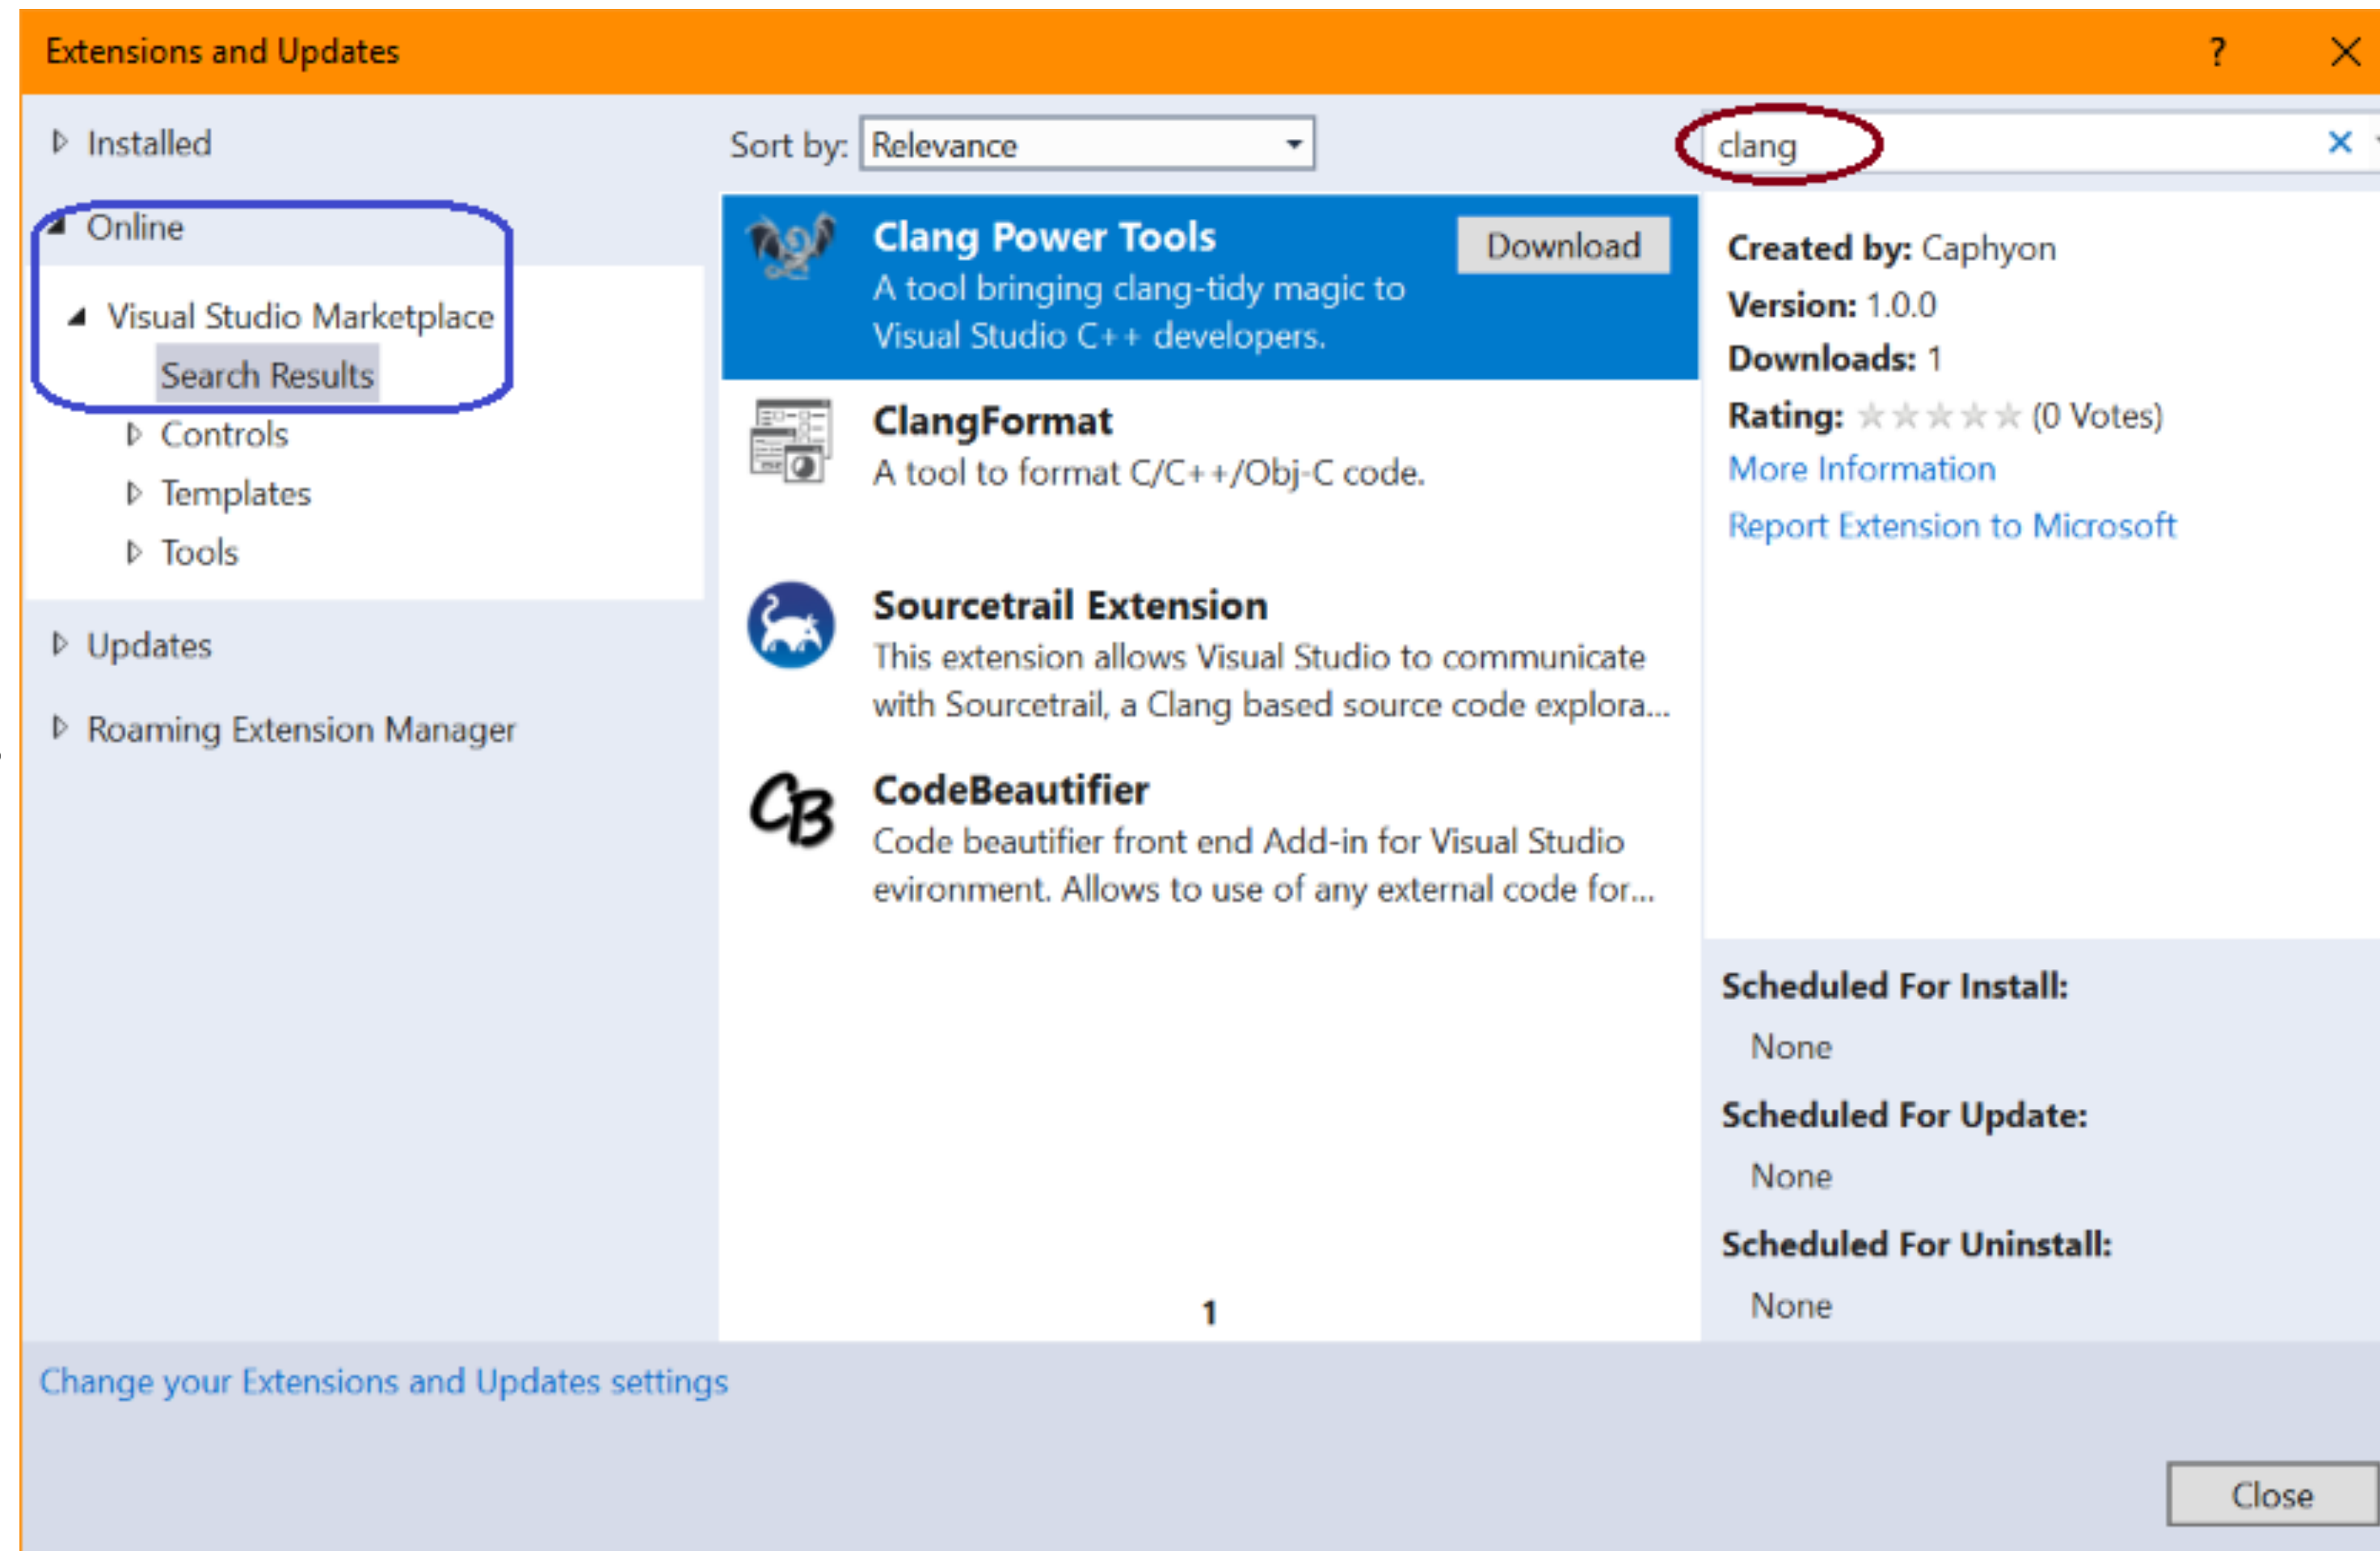 Extensions and Updates
?
Installed
Online
Visual Studio Marketplace
Search Results
Controls
Templates
Tools
Updates
Roaming Extension Manager
Sort by: Relevance
clang
Clang Power Tools
Download
A tool bringing clang-tidy magic to
Visual Studio C++ developers.
ClangFormat
A tool to format C/C++/Obj-C code.
Sourcetrail Extension
This extension allows Visual Studio to communicate
with Sourcetrail, a Clang based source code explora...
CB
CodeBeautifier
Code beautifier front end Add-in for Visual Studio
evironment. Allows to use of any external code for...
1
Created by: Caphyon
Version: 1.0.0
Downloads: 1
Rating: (0 Votes)
More Information
Report Extension to Microsoft
Scheduled For Install:
None
Scheduled For Update:
None
Scheduled For Uninstall:
None
Change your Extensions and Updates settings
Close